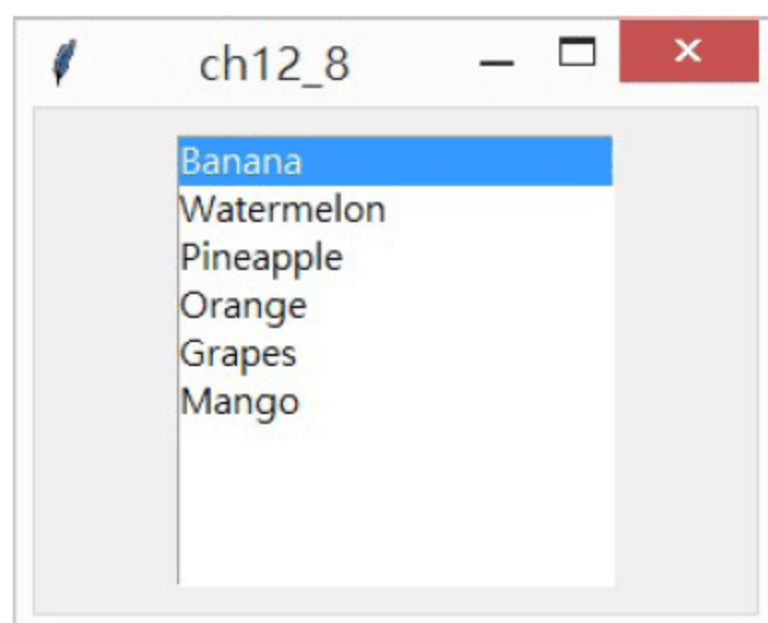 ch12_8
Banana
Watermelon
Pineapple
Orange
Grapes
Mango